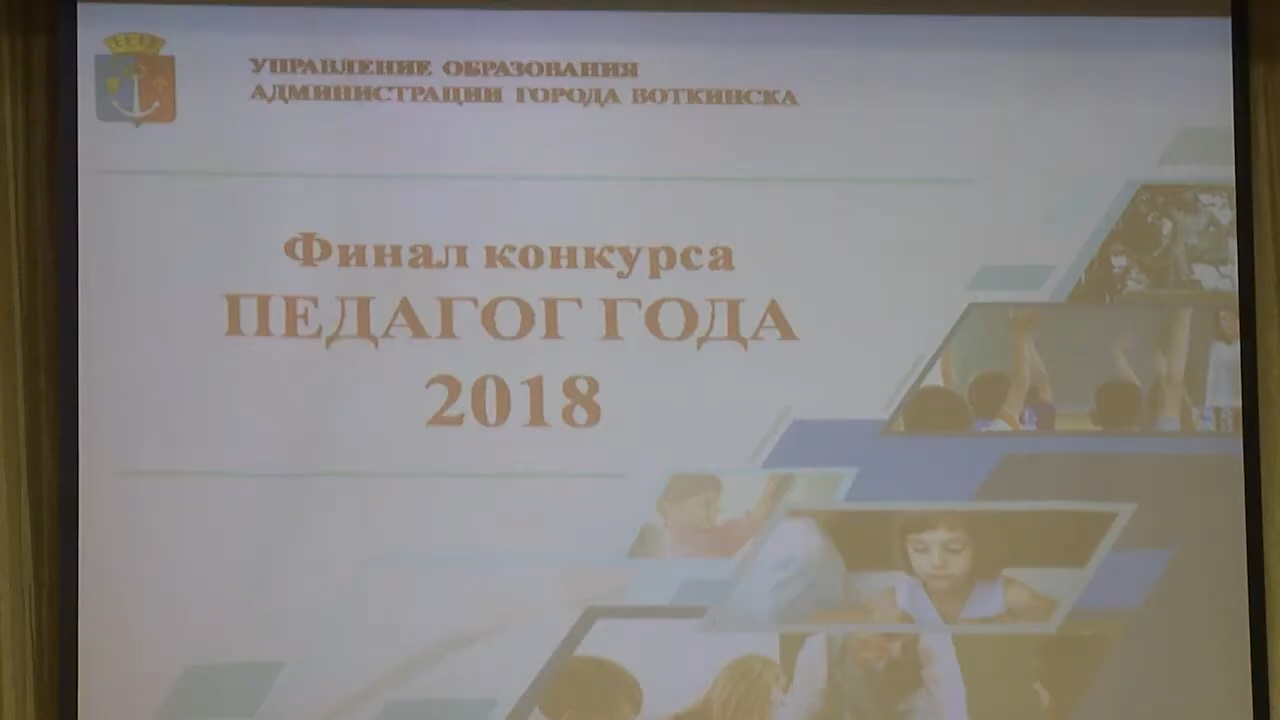 УПРАВЛЕНИЕ ОБРАЗОВАНИЯ
АДМИНИСТРАЦИИ ГОРОДА ВОТКИНСКА
Финал конкурса
ПЕДАГОГ ГОДА
2018